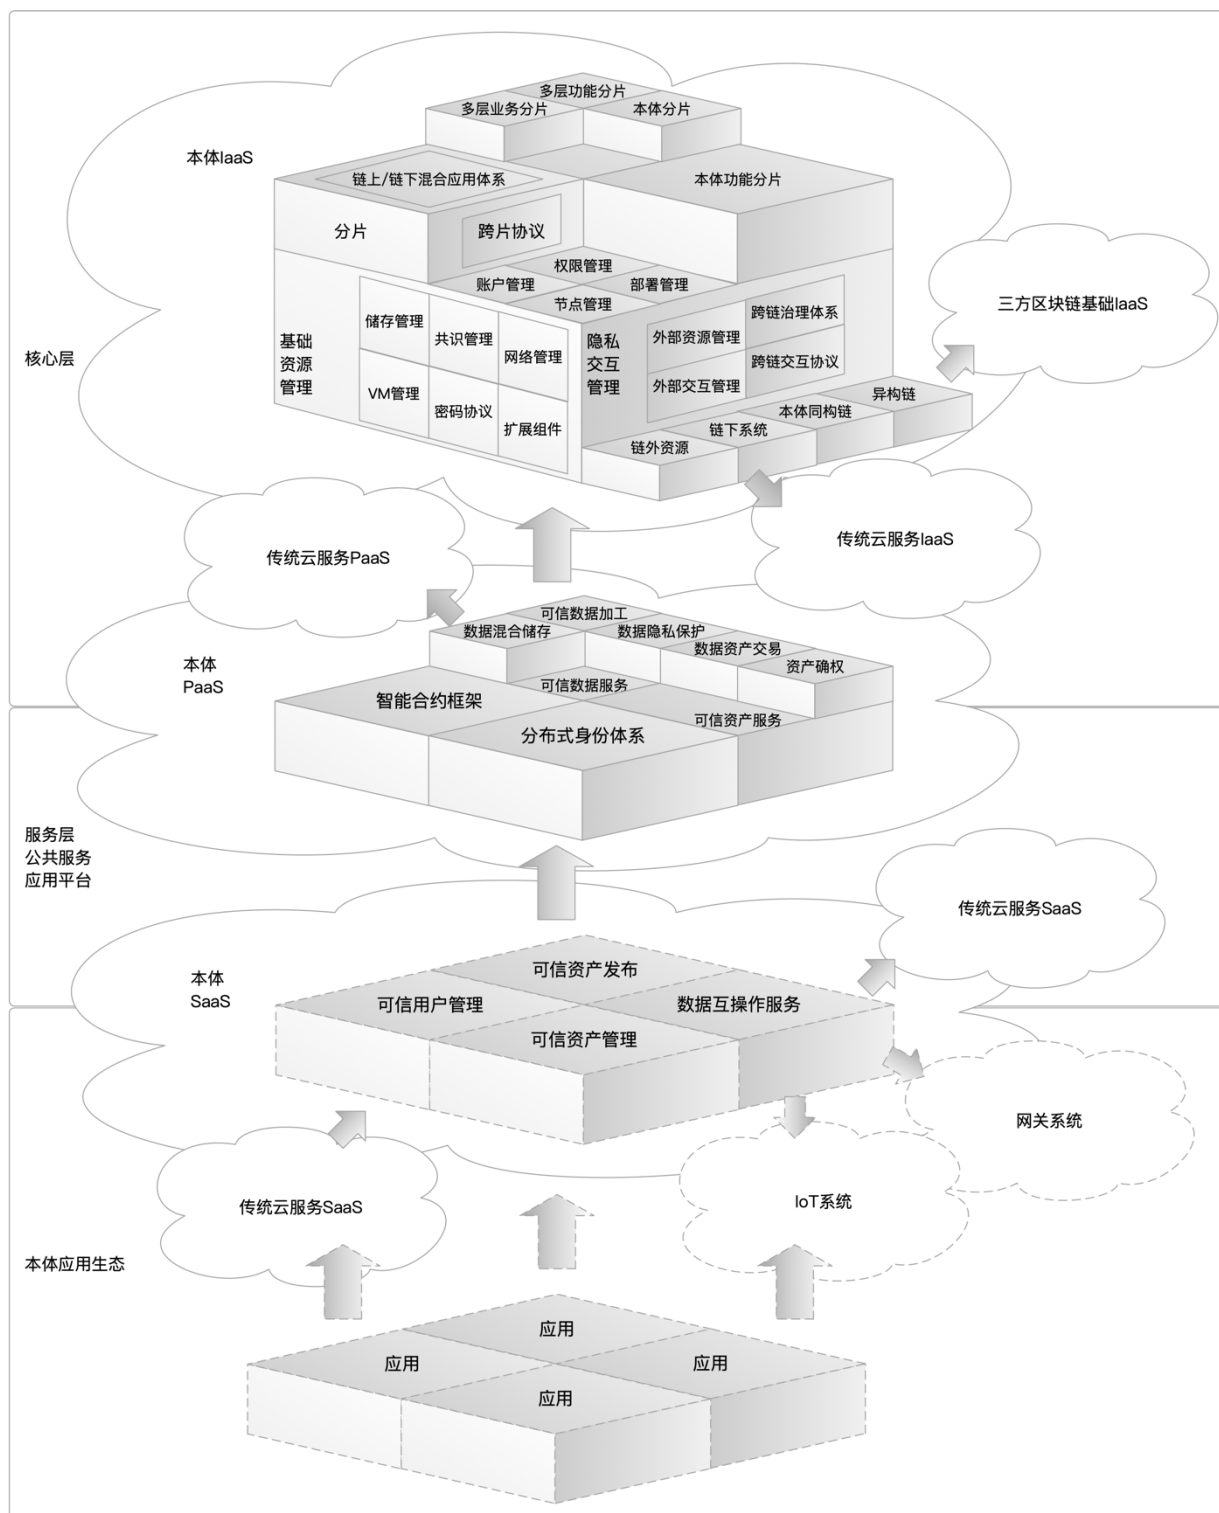 多层功能分片
多层业务分片
本体分片
本体IaaS
链上/链下混合应用体系
本体功能分片
分片
跨片协议
权限管理
账户管理
部署管理
节点管理
三方区块链基础IaaS
储存管理
共识管理
网络管理
基础
资源
管理
隐私
交互
管理
外部资源管理
跨链治理体系
核心层
VM管理
密码协议
扩展组件
外部交互管理
跨链交互协议
异构链
本体同构链
链下系统
链外资源
传统云服务PaaS
传统云服务IaaS
可信数据加工
数据混合储存
数据隐私保护
数据资产交易
资产确权
本体
PaaS
可信数据服务
智能合约框架
可信资产服务
分布式身份体系
服务层
公共服务
应用平台
传统云服务SaaS
本体
SaaS
可信资产发布
可信用户管理
数据互操作服务
可信资产管理
网关系统
传统云服务SaaS
IoT系统
本体应用生态
应用
应用
应用
应用